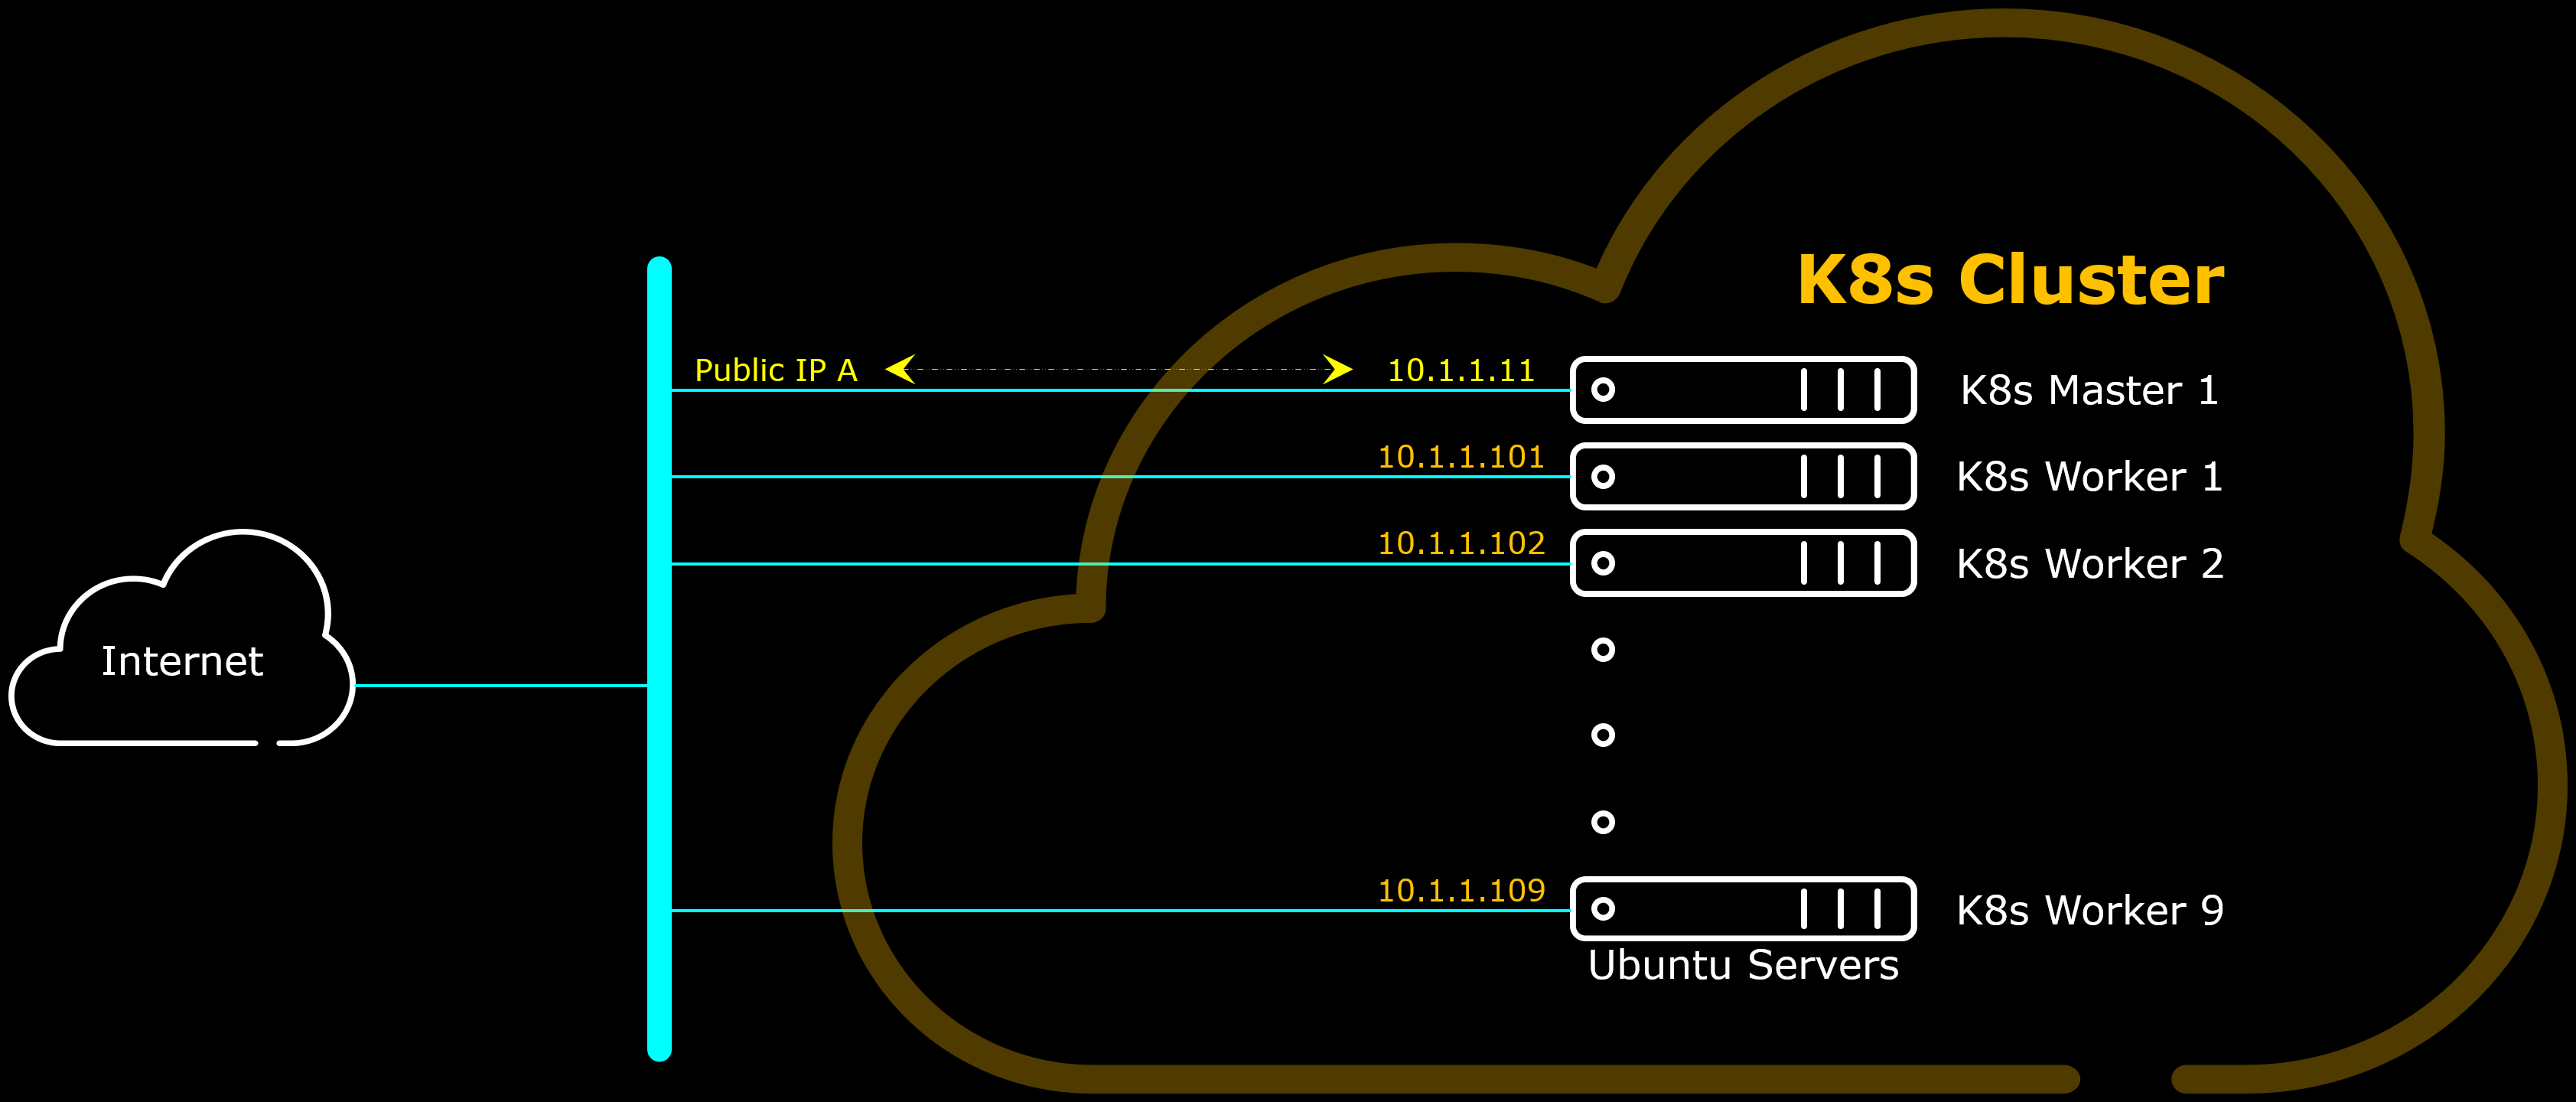 K8s Cluster
Public IP A
10.1.1.11
K8s Master 1
10.1.1.101
K8s Worker 1
10.1.1.102
K8s Worker 2
Internet
10.1.1.109
K8s Worker 9
Ubuntu Servers